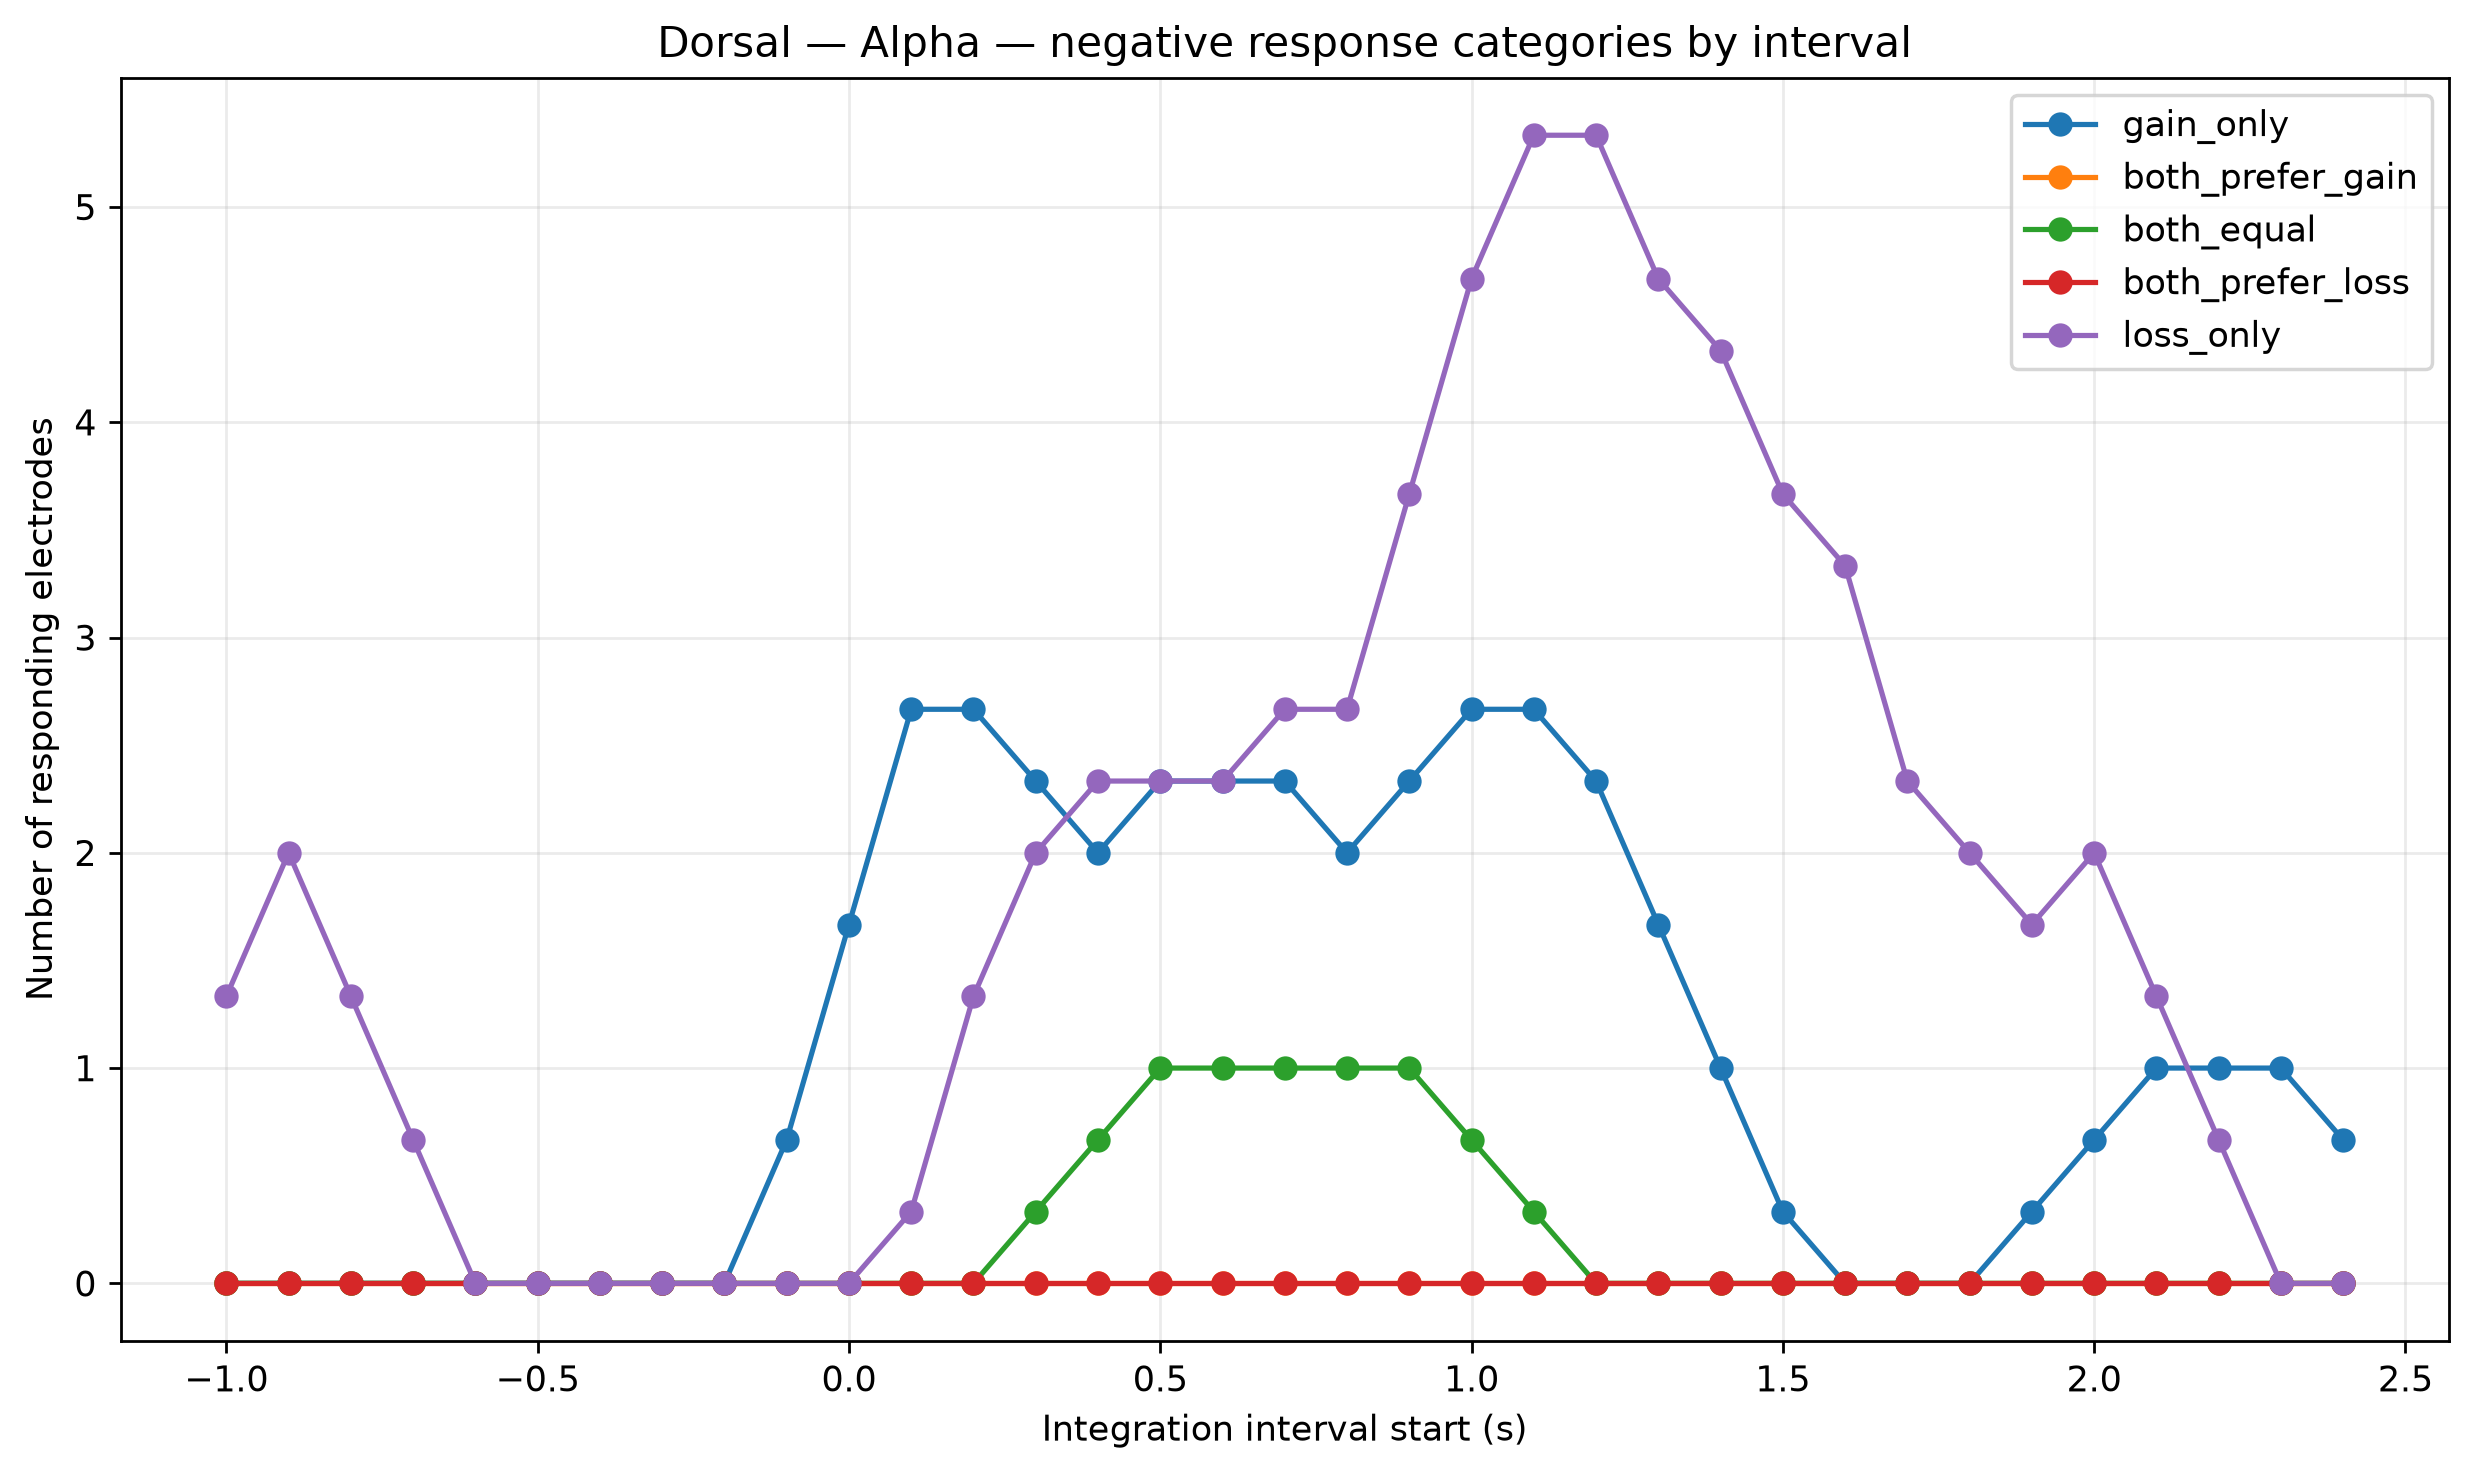 Dorsal — Alpha — negative response categories by interval
gain_only
both_prefer_gain
both_equal
both_prefer_loss
loss_only
Number of responding electrodes
5
4
3
2
1
0
−1.0 −0.5 0.0 0.5 1.0 1.5 2.0 2.5
Integration interval start (s)